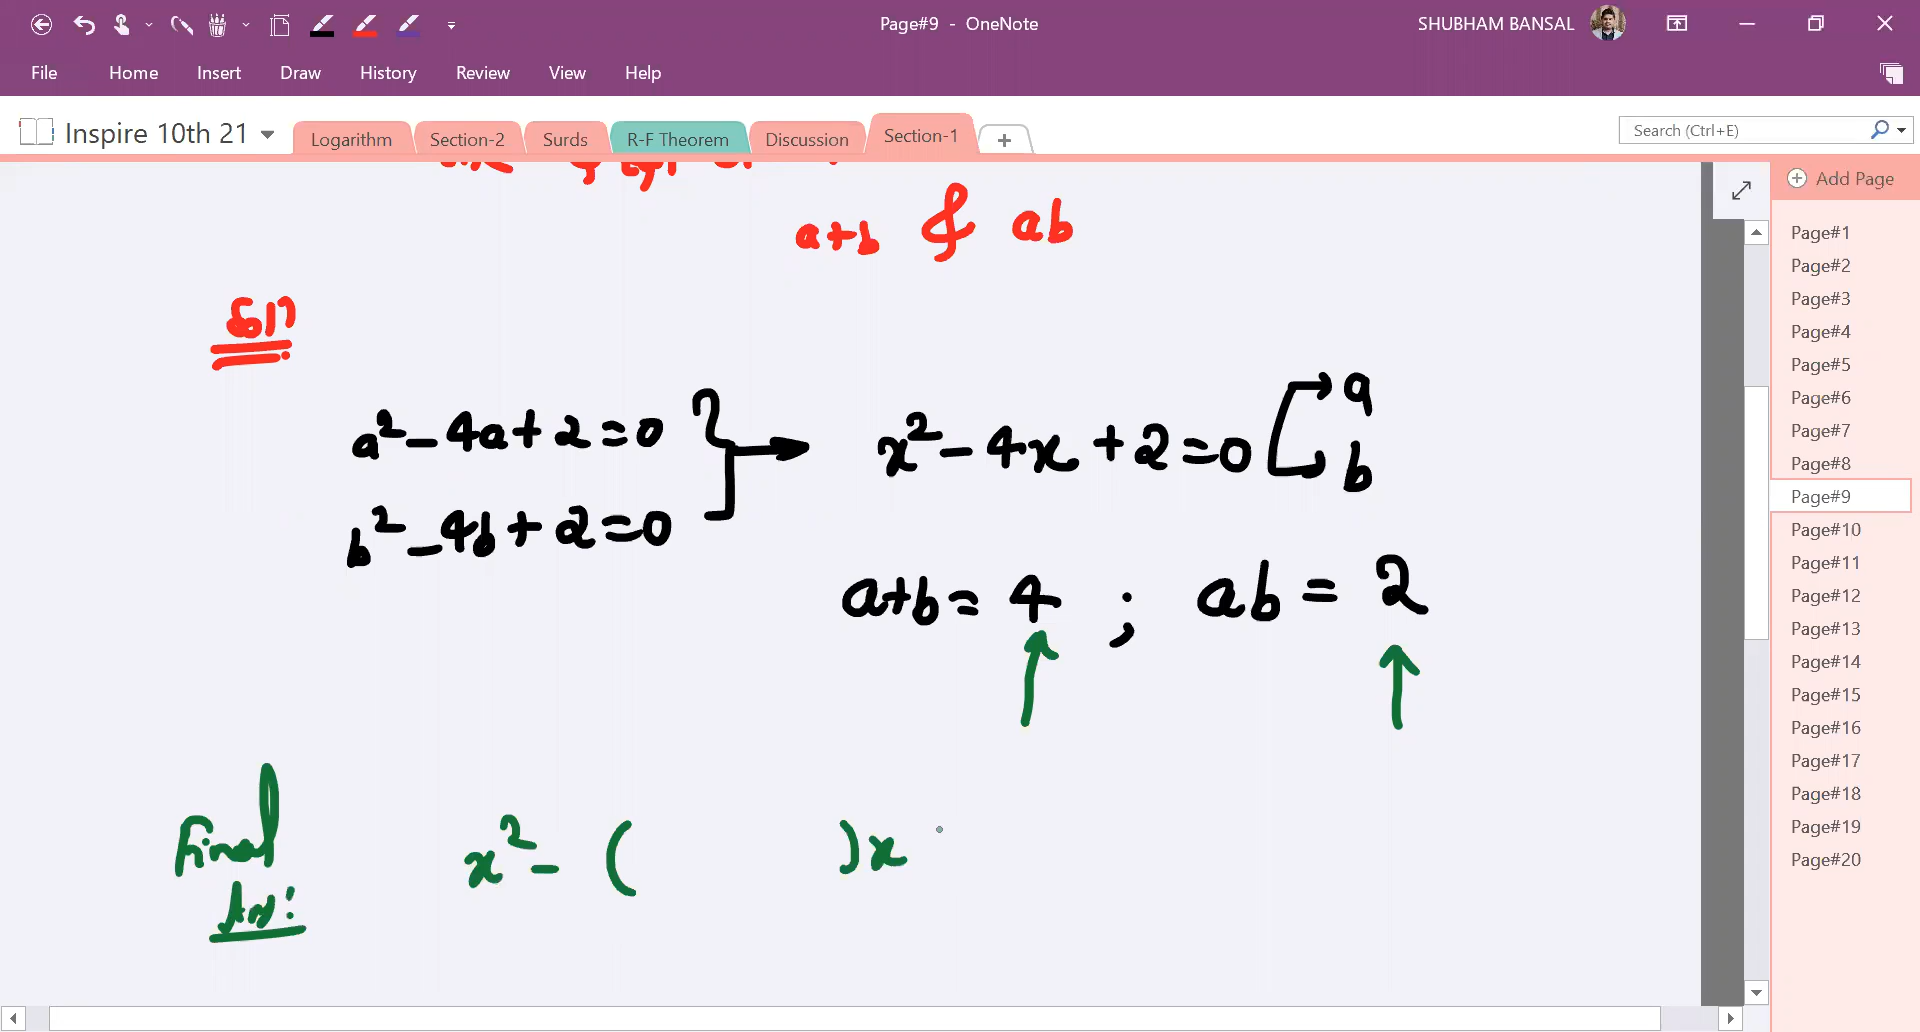 Page#9 - OneNote
SHUBHAM BANSAL
File Home Insert Draw History Review View Help
Inspire 10th 21
Logarithm Section-2 Surds R-F Theorem Discussion Section-1 +
Search (Ctrl+E)
Add Page
Page#1
Page#2
Page#3
Page#4
Page#5
Page#6
Page#7
Page#8
Page#9
Page#10
Page#11
Page#12
Page#13
Page#14
Page#15
Page#16
Page#17
Page#18
Page#19
Page#20
a+b & ab
Sol?
a² - 4a + 2 = 0
b² - 4b + 2 = 0
x² - 4x + 2 = 0
a
b
a+b = 4 ; ab = 2
Final
Ans:
x² - ( )x